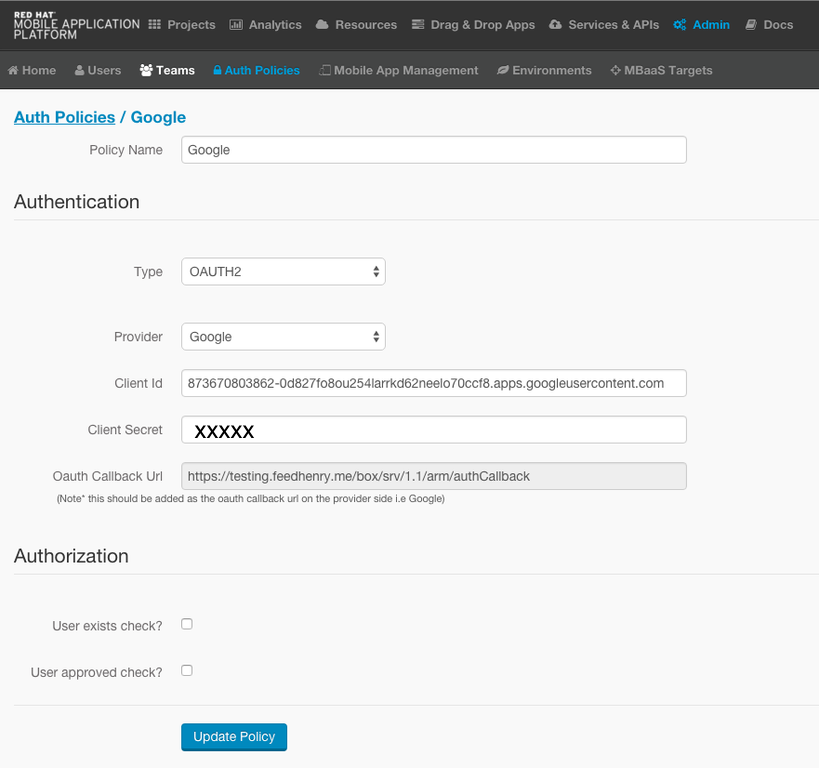 RED HAT
MOBILE APPLICATION
PLATFORM
Projects Analytics Resources Drag & Drop Apps Services & APIs Admin Docs
Home Users Teams Auth Policies Mobile App Management Environments MBaaS Targets
Auth Policies / Google
Policy Name Google
Authentication
Type OAUTH2
Provider Google
Client Id 873670803862-0d827fo8ou254larrkd62neelo70ccf8.apps.googleusercontent.com
Client Secret XXXXX
Oauth Callback Url https://testing.feedhenry.me/box/srv/1.1/arm/authCallback
(Note* this should be added as the oauth callback url on the provider side i.e Google)
Authorization
User exists check?
User approved check?
Update Policy